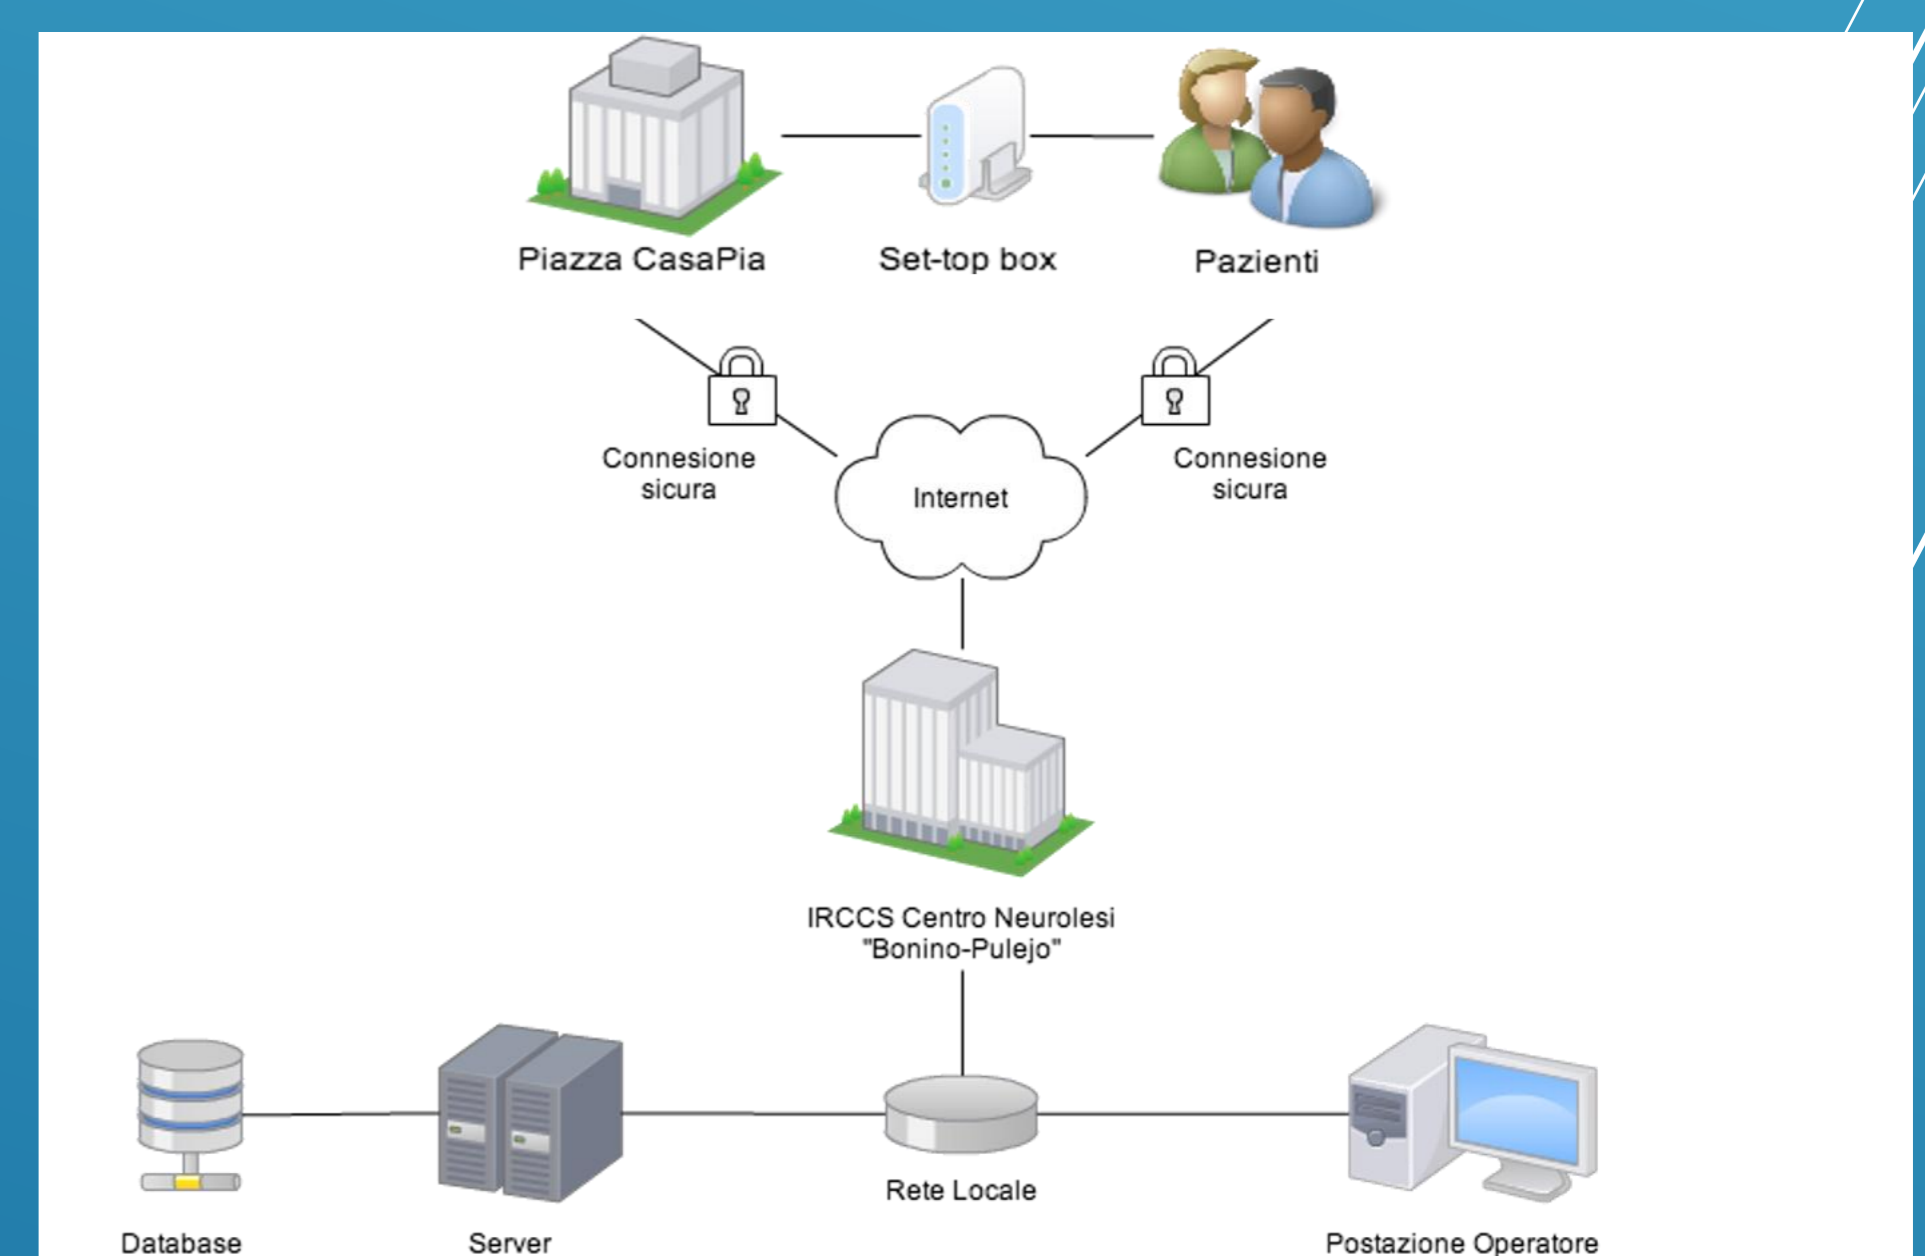 Piazza CasaPia
Set-top box
Pazienti
Connesione
sicura
Connesione
sicura
Internet
IRCCS Centro Neurolesi
"Bonino-Pulejo"
Rete Locale
Database
Server
Postazione Operatore